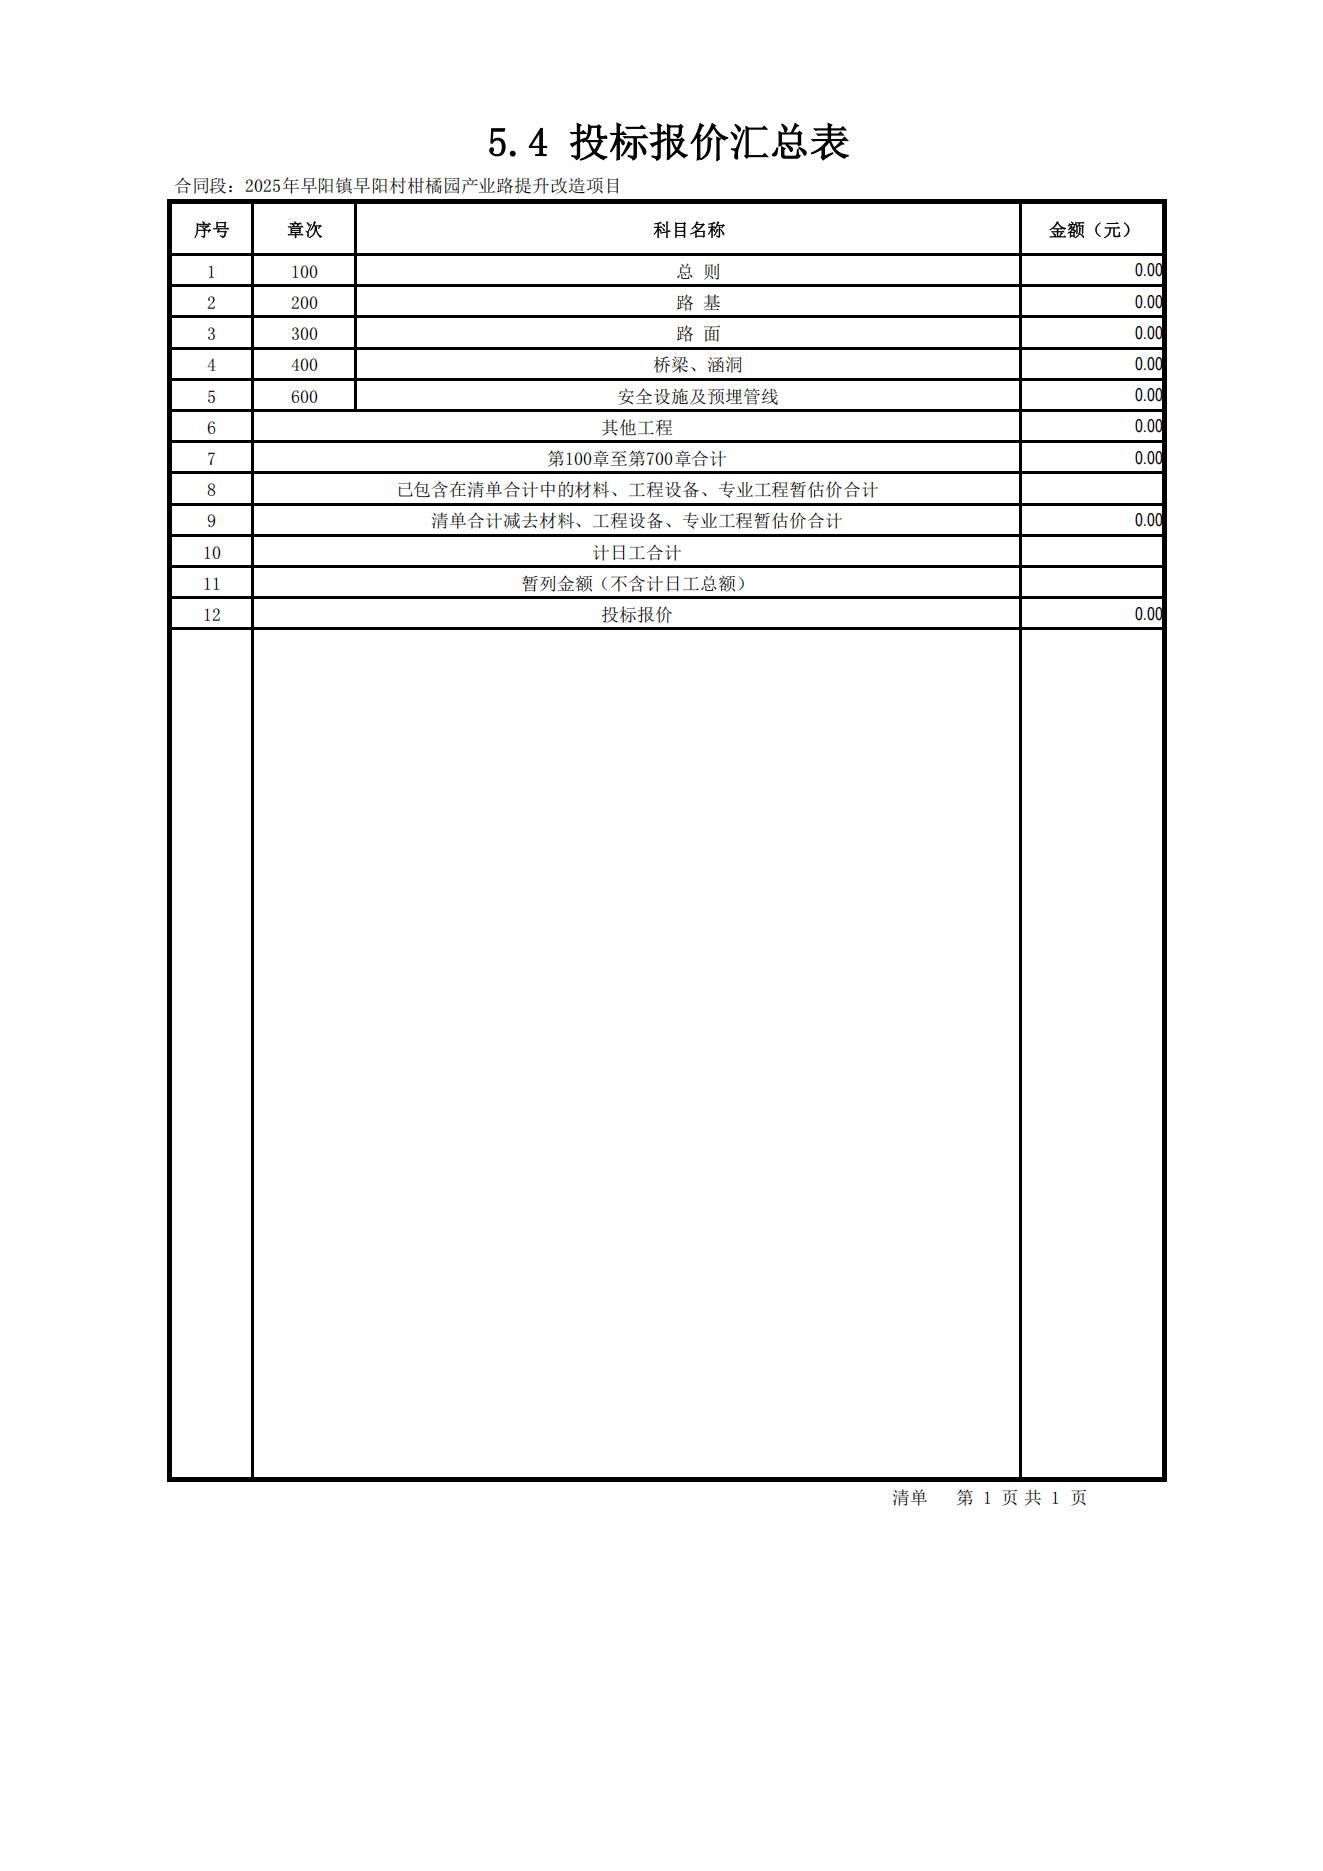 5.4 投标报价汇总表
合同段：2025年早阳镇早阳村柑橘园产业路提升改造项目
序号 章次 科目名称 金额（元）
1 100 总 则 0.00
2 200 路 基 0.00
3 300 路 面 0.00
4 400 桥梁、涵洞 0.00
5 600 安全设施及预埋管线 0.00
6 其他工程 0.00
7 第100章至第700章合计 0.00
8 已包含在清单合计中的材料、工程设备、专业工程暂估价合计
9 清单合计减去材料、工程设备、专业工程暂估价合计 0.00
10 计日工合计
11 暂列金额（不含计日工总额）
12 投标报价 0.00
清单 第 1 页 共 1 页